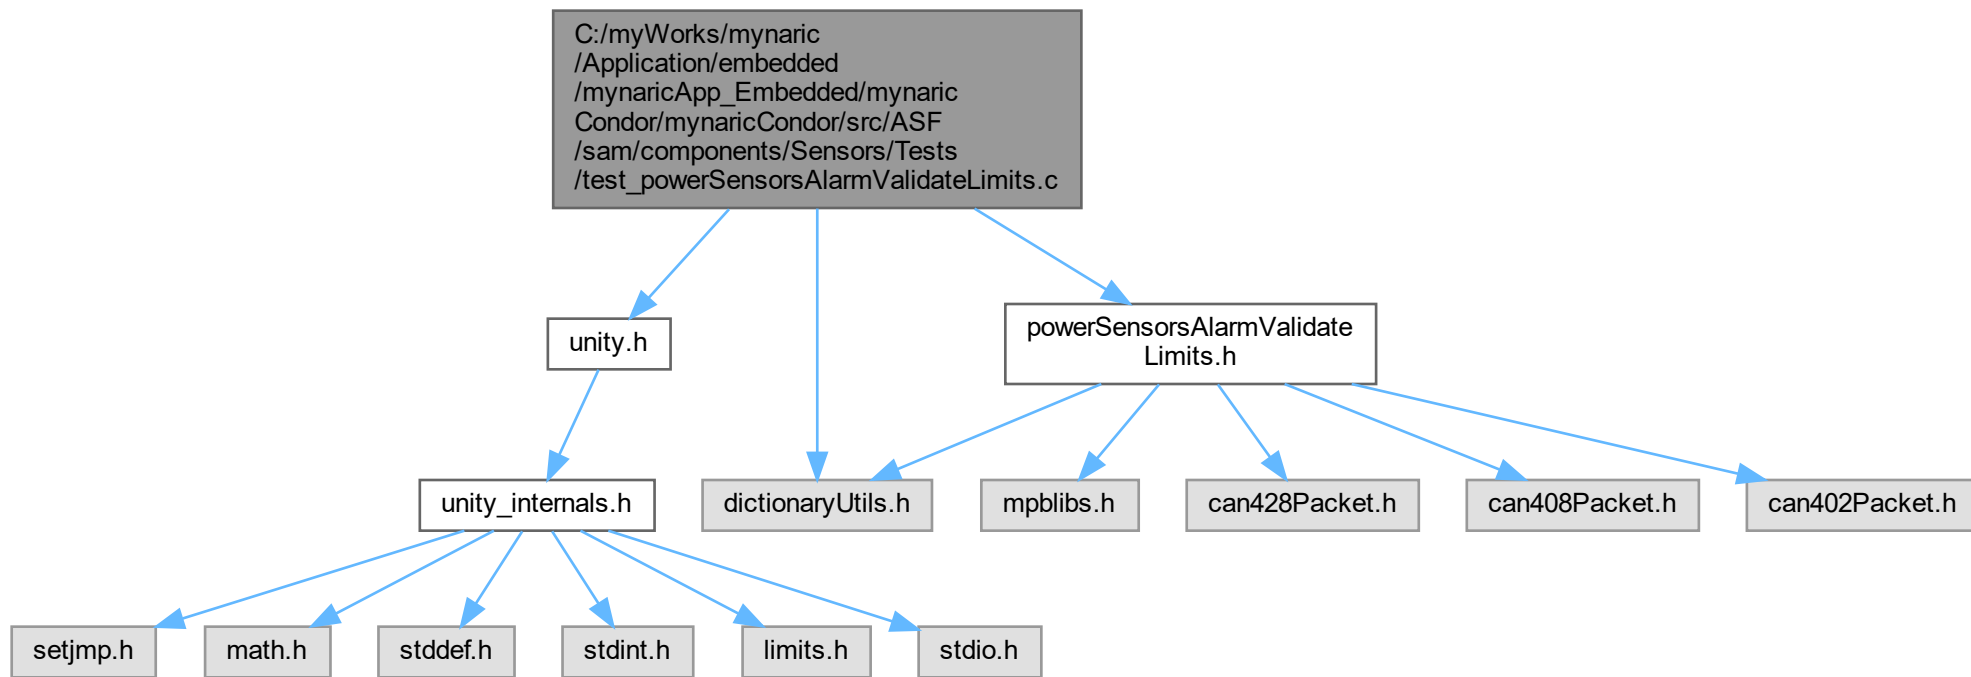 C:/myWorks/mynaric
/Application/embedded
/mynaricApp_Embedded/mynaric
Condor/mynaricCondor/src/ASF
/sam/components/Sensors/Tests
/test_powerSensorsAlarmValidateLimits.c
unity.h
powerSensorsAlarmValidate
Limits.h
unity_internals.h
dictionaryUtils.h
mpblibs.h
can428Packet.h
can408Packet.h
can402Packet.h
setjmp.h
math.h
stddef.h
stdint.h
limits.h
stdio.h